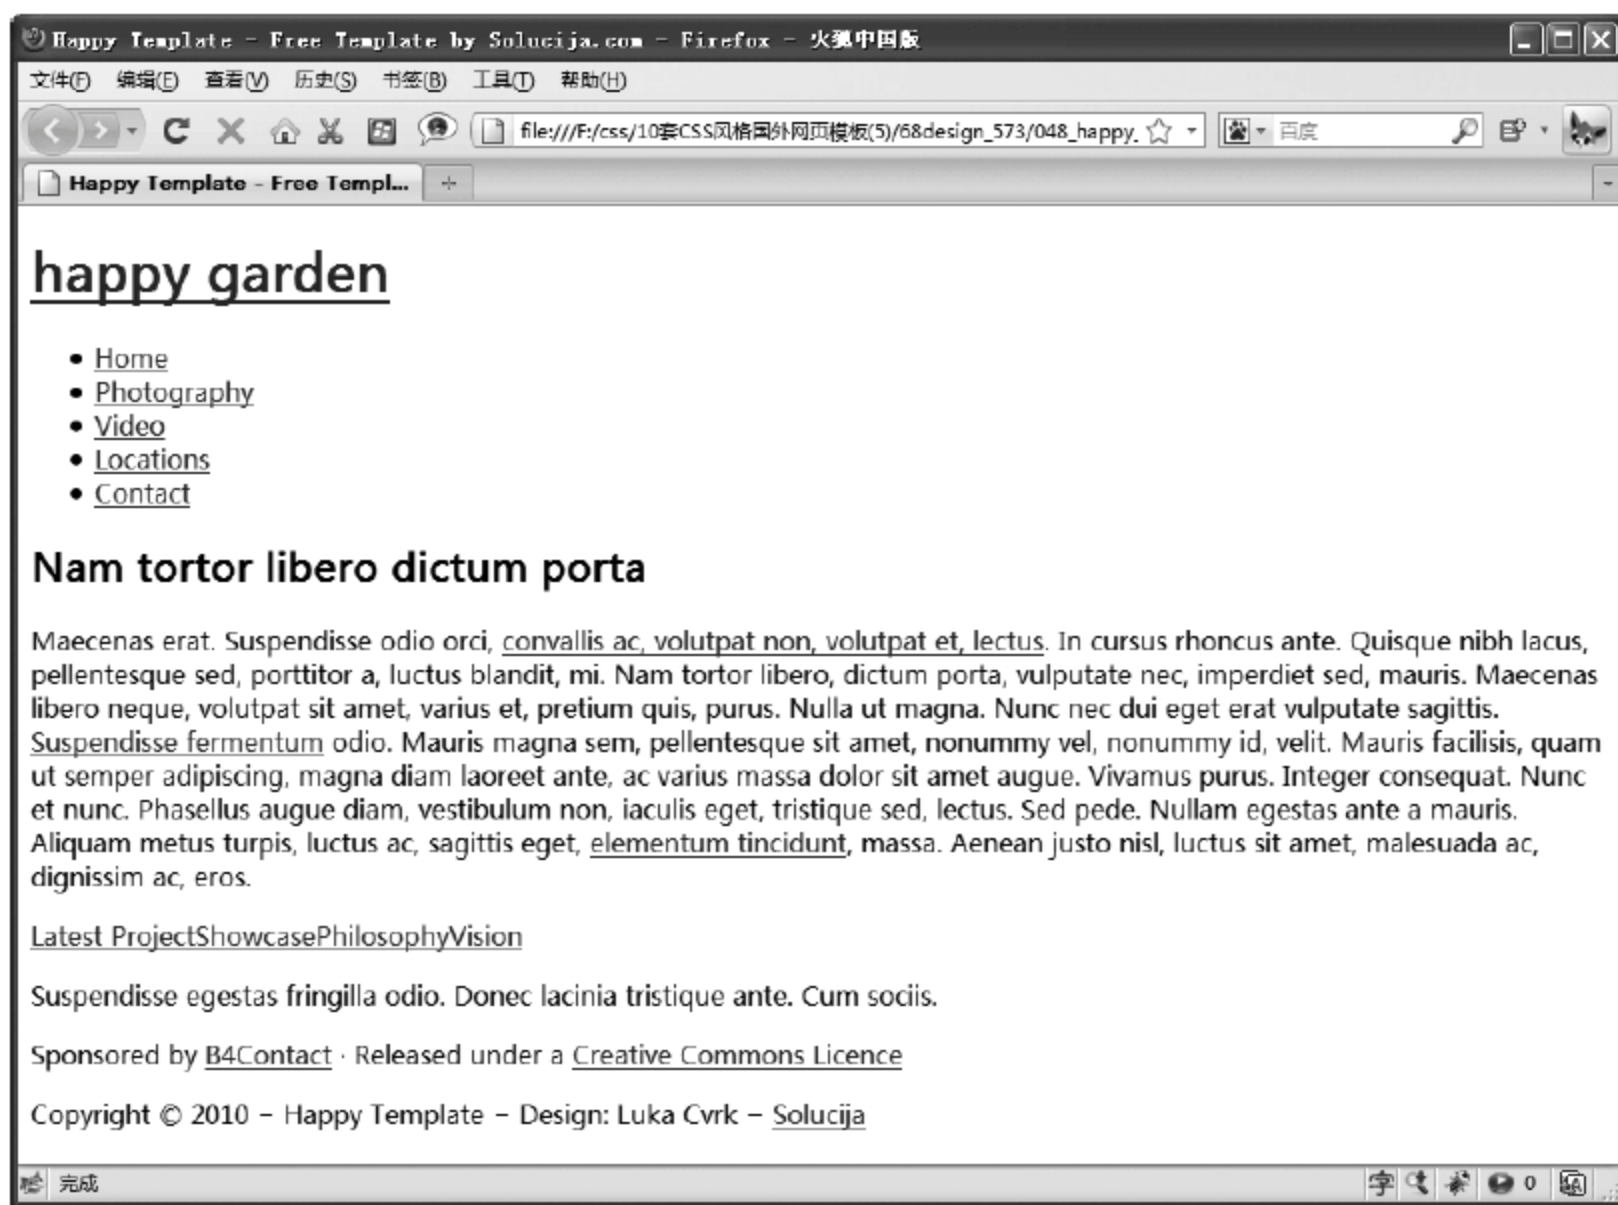 Happy Template - Free Template by Solucija.com - Firefox - 火狐中国版
文件(F) 编辑(E) 查看(V) 历史(S) 书签(B) 工具(T) 帮助(H)
file:///F:/css/10套CSS风格国外网页模板(5)/68design_573/048_happy_ 百度
Happy Template - Free Templ...
happy garden
• Home
• Photography
• Video
• Locations
• Contact
Nam tortor libero dictum porta
Maecenas erat. Suspendisse odio orci, convallis ac, volutpat non, volutpat et, lectus. In cursus rhoncus ante. Quisque nibh lacus,
pellentesque sed, porttitor a, luctus blandit, mi. Nam tortor libero, dictum porta, vulputate nec, imperdiet sed, mauris. Maecenas
libero neque, volutpat sit amet, varius et, pretium quis, purus. Nulla ut magna. Nunc nec dui eget erat vulputate sagittis.
Suspendisse fermentum odio. Mauris magna sem, pellentesque sit amet, nonummy vel, nonummy id, velit. Mauris facilisis, quam
ut semper adipiscing, magna diam laoreet ante, ac varius massa dolor sit amet augue. Vivamus purus. Integer consequat. Nunc
et nunc. Phasellus augue diam, vestibulum non, iaculis eget, tristique sed, lectus. Sed pede. Nullam egestas ante a mauris.
Aliquam metus turpis, luctus ac, sagittis eget, elementum tincidunt, massa. Aenean justo nisl, luctus sit amet, malesuada ac,
dignissim ac, eros.
Latest ProjectShowcasePhilosophyVision
Suspendisse egestas fringilla odio. Donec lacinia tristique ante. Cum sociis.
Sponsored by B4Contact · Released under a Creative Commons Licence
Copyright © 2010 – Happy Template – Design: Luka Cvrk – Solucija
完成 字 0